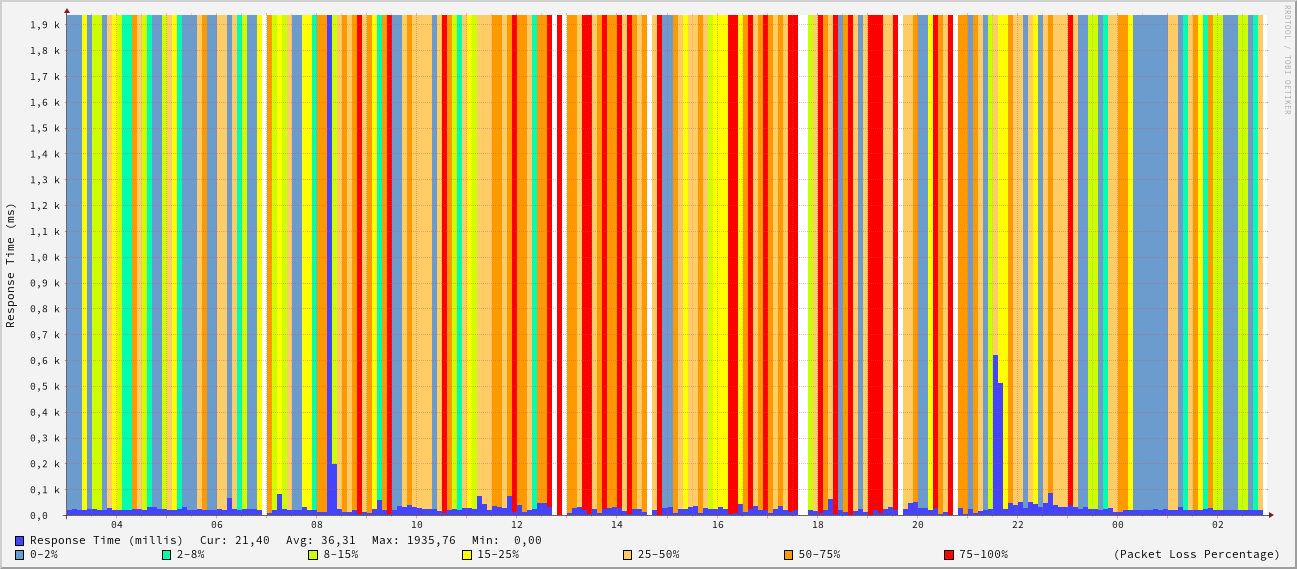 1,9 k
1,8 k
1,7 k
1,6 k
1,5 k
1,4 k
1,3 k
1,2 k
1,1 k
1,0 k
0,9 k
0,8 k
0,7 k
0,6 k
0,5 k
0,4 k
0,3 k
0,2 k
0,1 k
0,0
Response Time (ms)
RRDTOOL / TOBI OETIKER
04 06 08 10 12 14 16 18 20 22 00 02
Response Time (millis) Cur: 21,40 Avg: 36,31 Max: 1935,76 Min: 0,00
0-2% 2-8% 8-15% 15-25% 25-50% 50-75% 75-100% (Packet Loss Percentage)